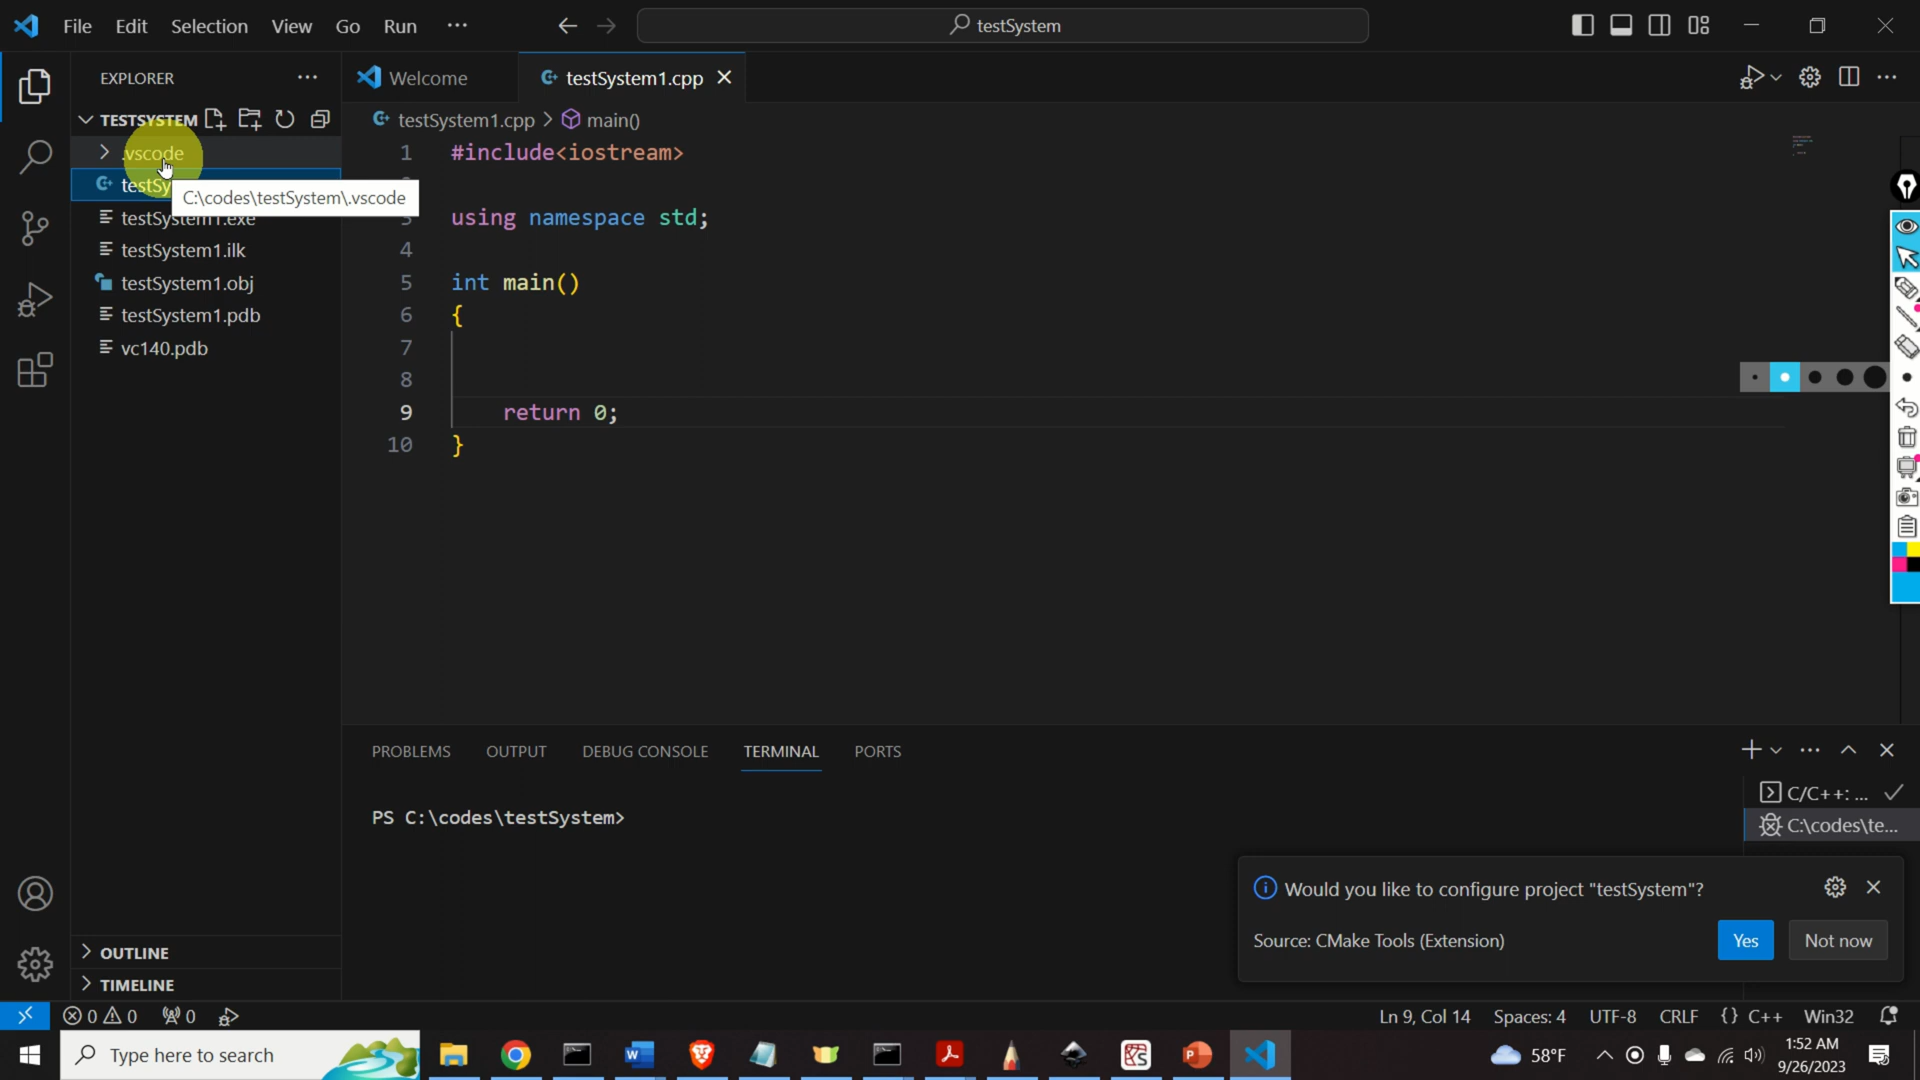 File Edit Selection View Go Run ···
testSystem
EXPLORER
Welcome
testSystem1.cpp
TESTSYSTEM
testSystem1.cpp > main()
.vscode
testSy
C:\codes\testSystem\.vscode
testSystem1.exe
testSystem1.ilk
testSystem1.obj
testSystem1.pdb
vc140.pdb
1 #include<iostream>
3 using namespace std;
4
5 int main()
6 {
7
8
9 return 0;
10 }
PROBLEMS OUTPUT DEBUG CONSOLE TERMINAL PORTS
PS C:\codes\testSystem>
C/C++: ...
C:\codes\te...
Would you like to configure project "testSystem"?
Source: CMake Tools (Extension)
Yes
Not now
OUTLINE
TIMELINE
0 0 0
Ln 9, Col 14 Spaces: 4 UTF-8 CRLF {} C++ Win32
Type here to search
58°F
1:52 AM
9/26/2023